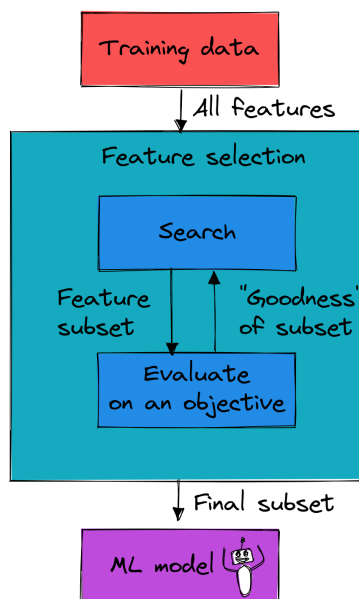 Training data
All features
Feature selection
Search
Feature
subset
"Goodness"
of subset
Evaluate
on an objective
Final subset
ML model